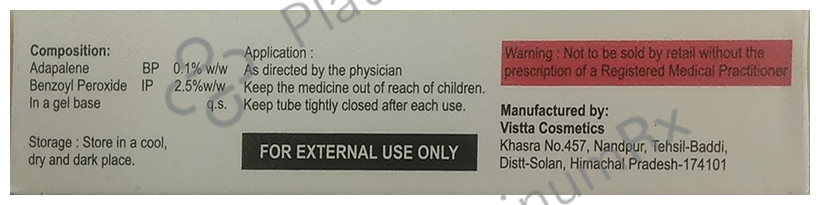 Composition:
Adapalene BP 0.1% w/w
Benzoyl Peroxide IP 2.5%w/w
In a gel base q.s.
Storage : Store in a cool,
dry and dark place.
Application :
As directed by the physician
Keep the medicine out of reach of children.
Keep tube tightly closed after each use.
FOR EXTERNAL USE ONLY
Warning : Not to be sold by retail without the
prescription of a Registered Medical Practitioner
Manufactured by:
Vistta Cosmetics
Khasra No.457, Nandpur, Tehsil-Baddi,
Distt-Solan, Himachal Pradesh-174101